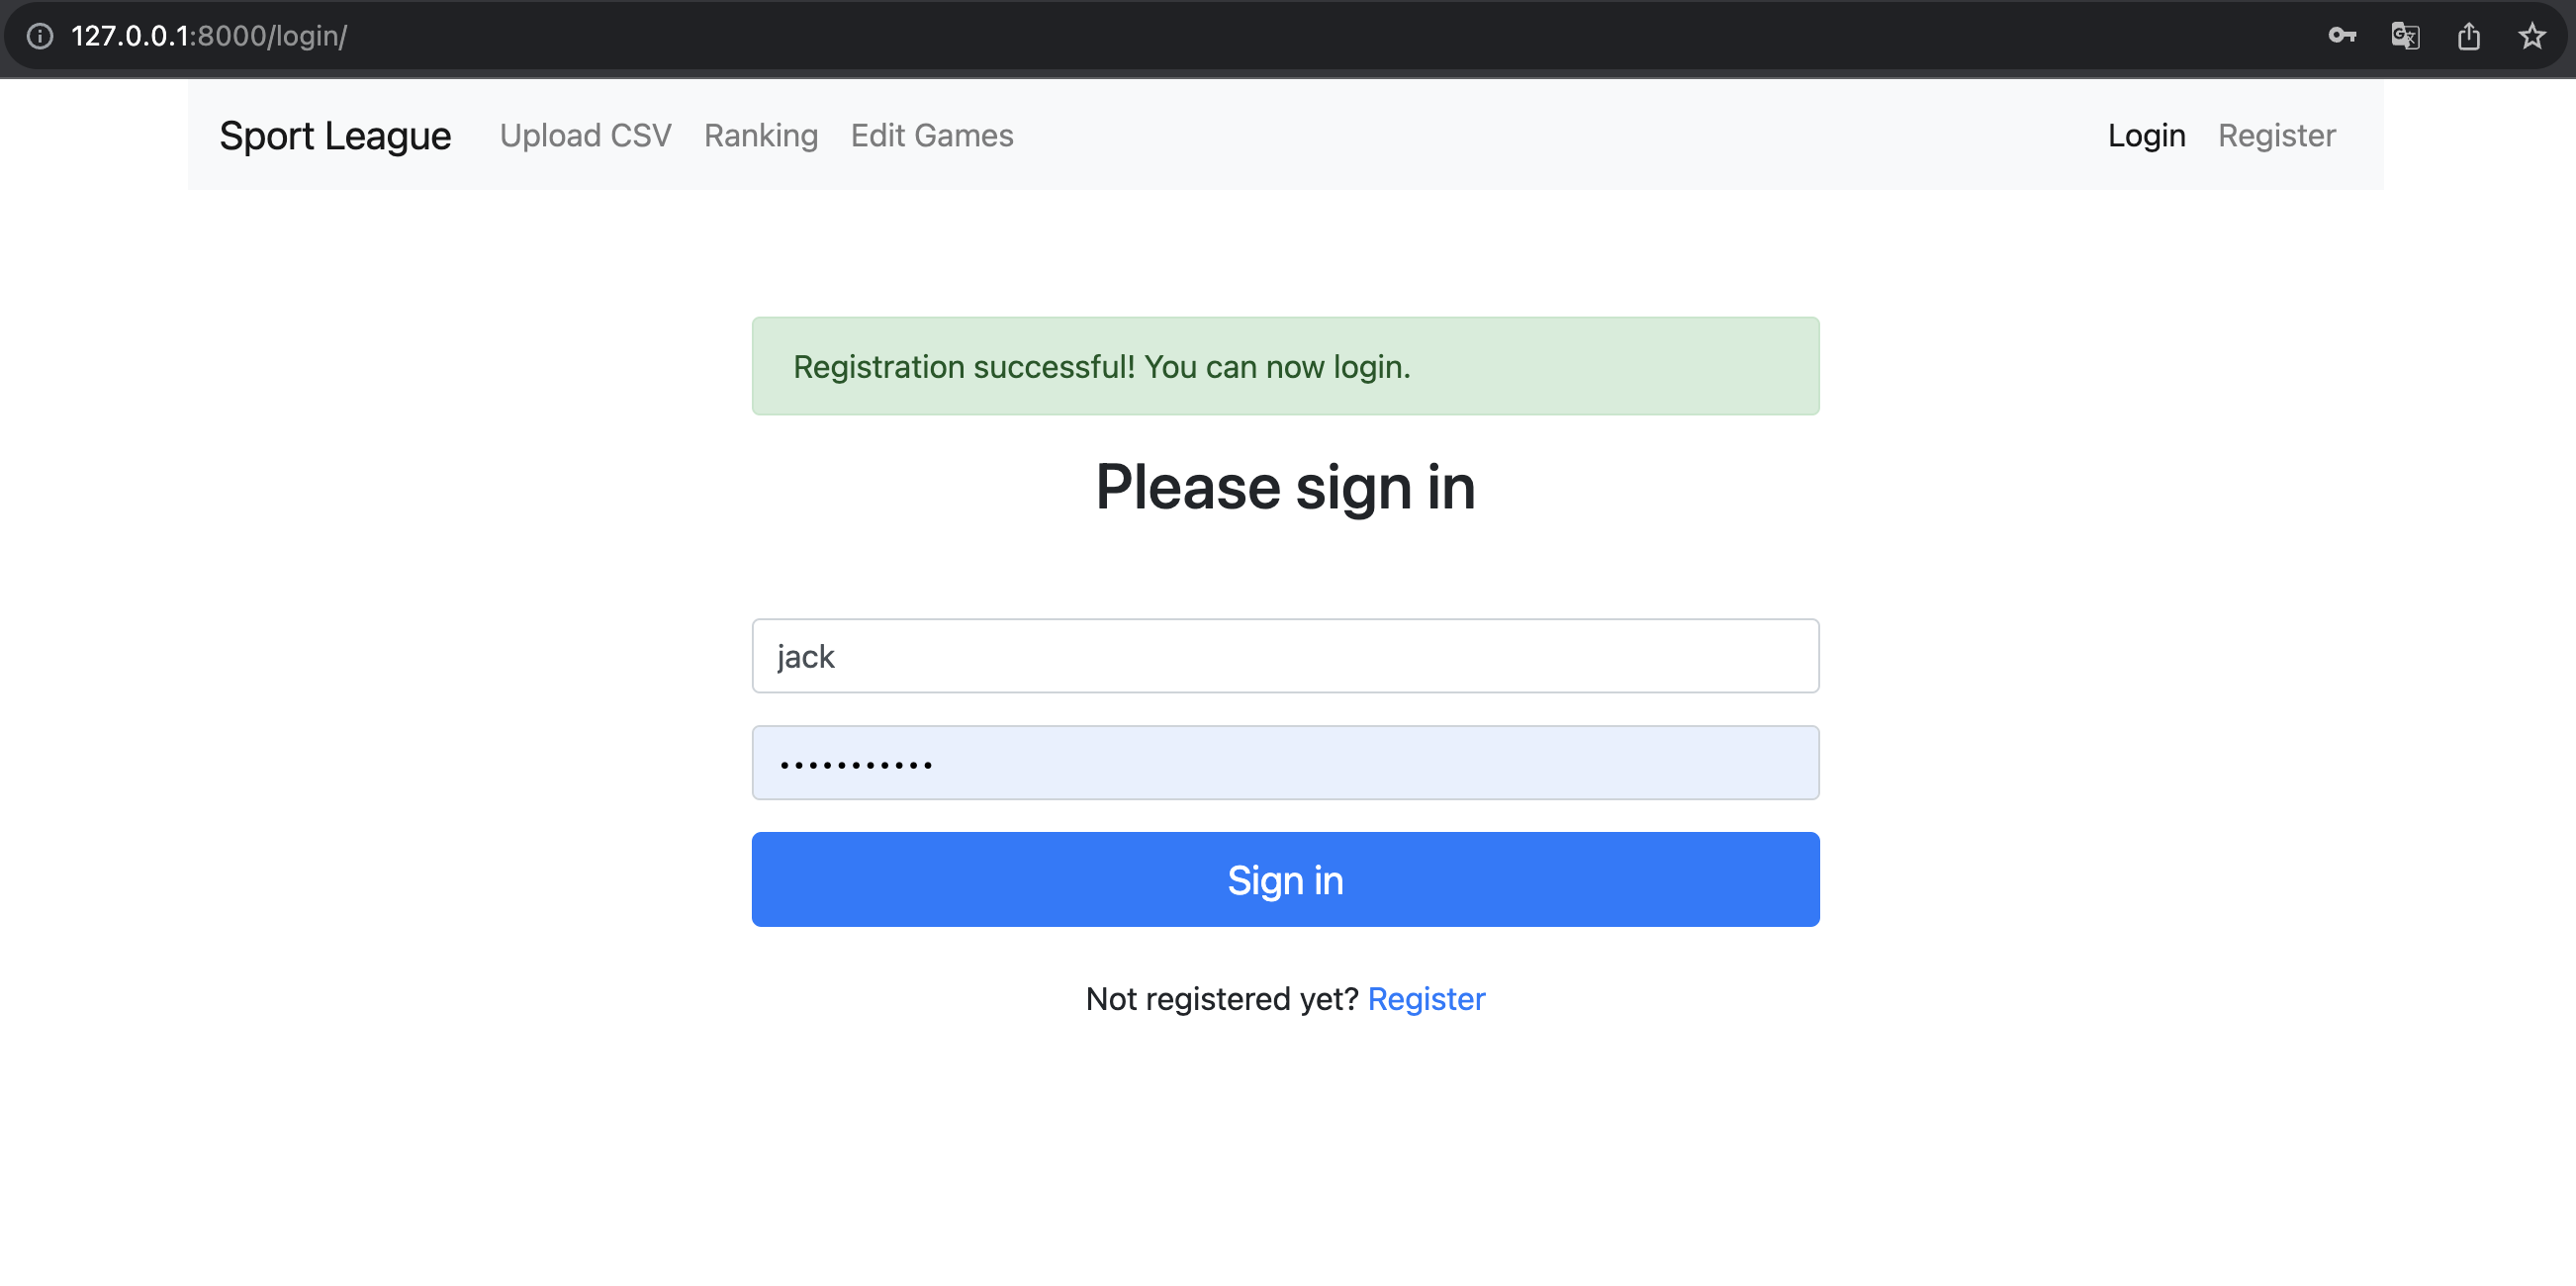 127.0.0.1:8000/login/
Sport League Upload CSV Ranking Edit Games Login Register
Registration successful! You can now login.
Please sign in
jack
•••••••••••
Sign in
Not registered yet? Register